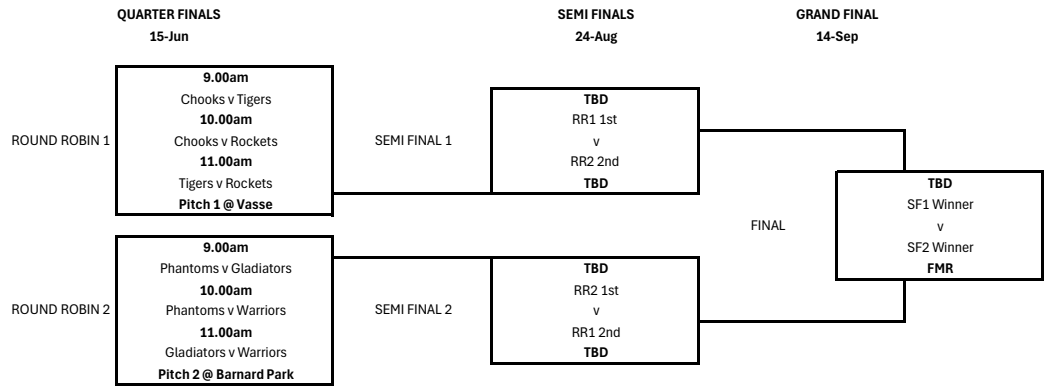 QUARTER FINALS
15-Jun
SEMI FINALS
24-Aug
GRAND FINAL
14-Sep
ROUND ROBIN 1
9.00am
Chooks v Tigers
10.00am
Chooks v Rockets
11.00am
Tigers v Rockets
Pitch 1 @ Vasse
SEMI FINAL 1
TBD
RR1 1st
v
RR2 2nd
TBD
ROUND ROBIN 2
9.00am
Phantoms v Gladiators
10.00am
Phantoms v Warriors
11.00am
Gladiators v Warriors
Pitch 2 @ Barnard Park
SEMI FINAL 2
TBD
RR2 1st
v
RR1 2nd
TBD
FINAL
TBD
SF1 Winner
v
SF2 Winner
FMR